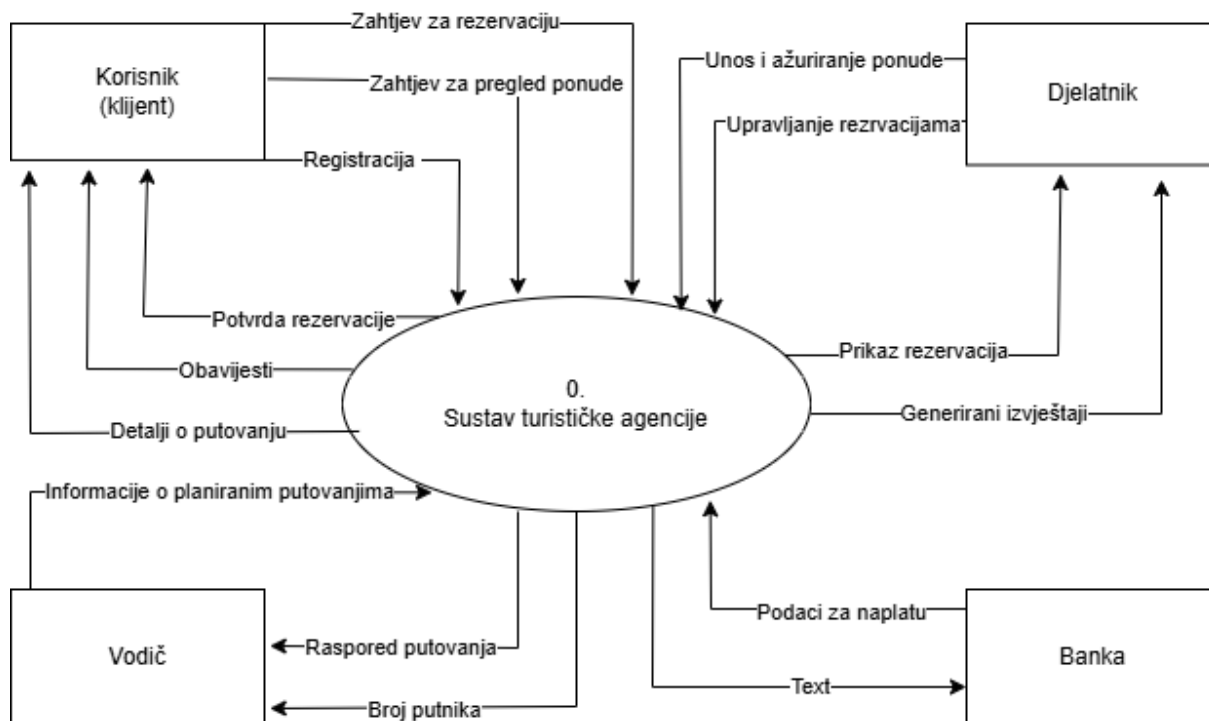 Zahtjev za rezervaciju
Korisnik
(klijent)
Zahtjev za pregled ponude
Registracija
Unos i ažuriranje ponude
Djelatnik
Upravljanje rezrvacijama
Potvrda rezervacije
Obavijesti
Detalji o putovanju
Prikaz rezervacija
Generirani izvještaji
0.
Sustav turističke agencije
Informacije o planiranim putovanjima
Vodič
Raspored putovanja
Broj putnika
Podaci za naplatu
Banka
Text